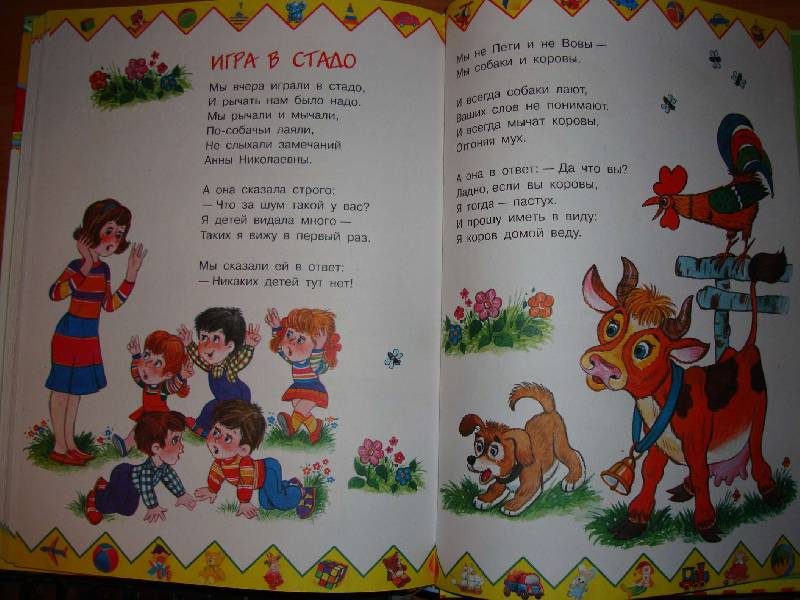 ИГРА В СТАДО
Мы вчера играли в стадо,
И рычать нам было надо.
Мы рычали и мычали,
По-собачьи лаяли,
Не слыхали замечаний
Анны Николаевны.
А она сказала строго:
— Что за шум такой у вас?
Я детей видала много —
Таких я вижу в первый раз.
Мы сказали ей в ответ:
— Никаких детей тут нет!
Мы не Пети и не Вовы —
Мы собаки и коровы.
И всегда собаки лают,
Ваших слов не понимают.
И всегда мычат коровы,
Отгоняя мух.
А она в ответ: — Да что вы?
Ладно, если вы коровы,
Я тогда — пастух.
И прошу иметь в виду:
Я коров домой веду.